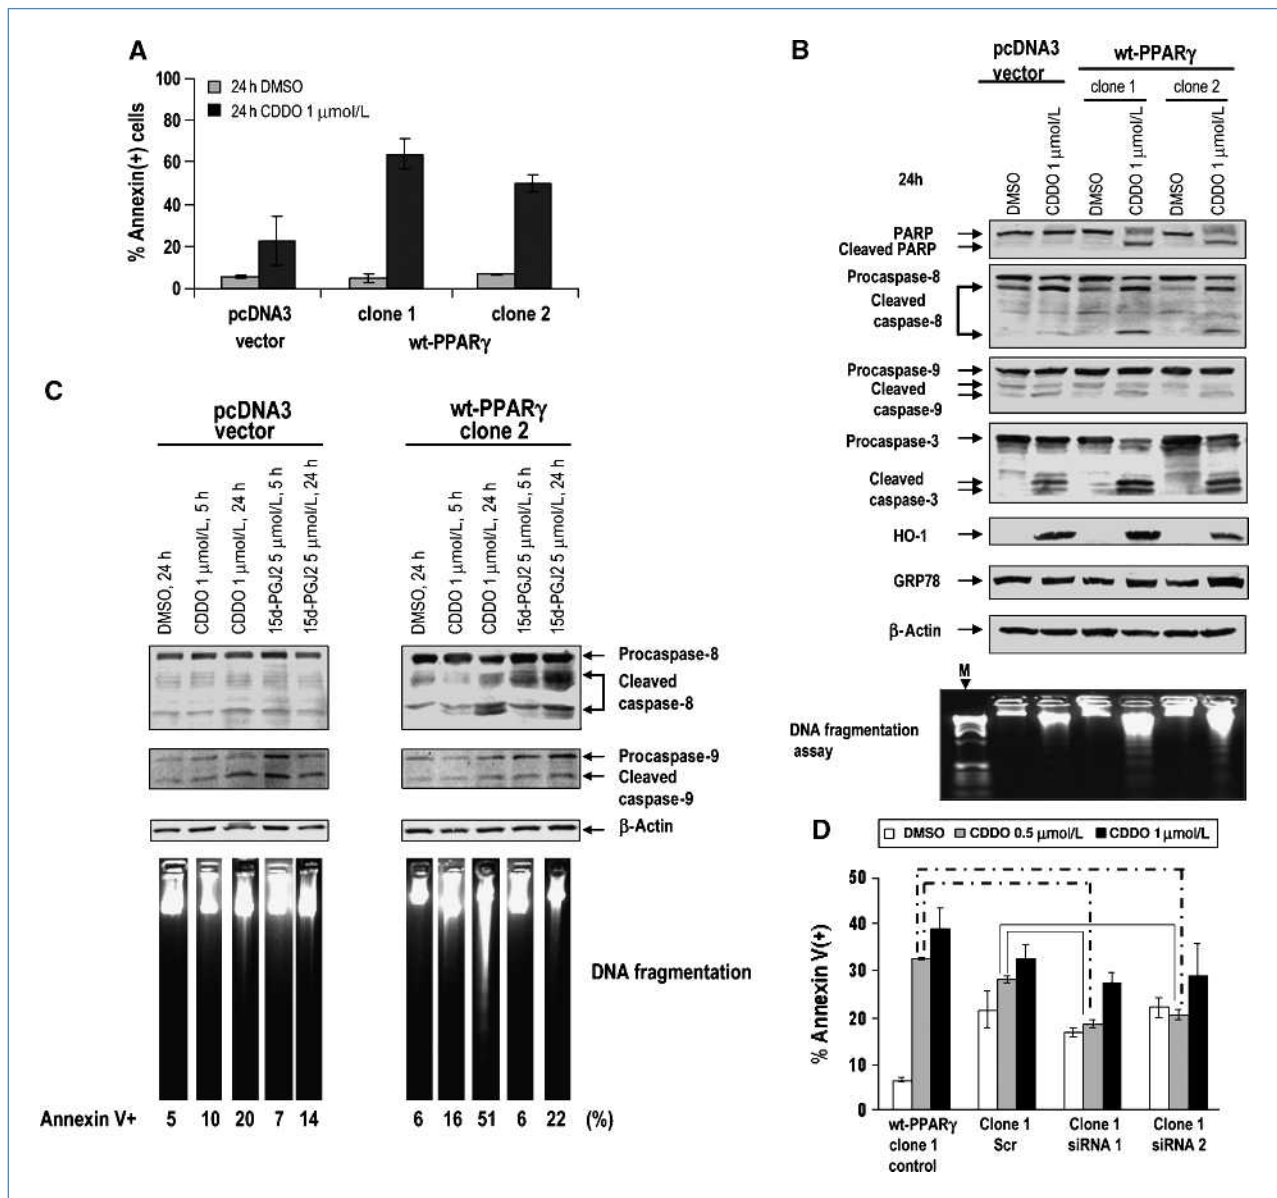 A
% Annexin(+) cells
100
80
60
40
20
0
24 h DMSO
24 h CDDO 1 μmol/L
pcDNA3
vector
clone 1
clone 2
wt-PPARγ
B
pcDNA3
vector
wt-PPARγ
clone 1
clone 2
24h
DMSO
CDDO 1 μmol/L
DMSO
CDDO 1 μmol/L
DMSO
CDDO 1 μmol/L
PARP
Cleaved PARP
Procaspase-8
Cleaved
caspase-8
Procaspase-9
Cleaved
caspase-9
Procaspase-3
Cleaved
caspase-3
HO-1
GRP78
β-Actin
M
DNA fragmentation
assay
C
pcDNA3
vector
wt-PPARγ
clone 2
DMSO, 24 h
CDDO 1 μmol/L, 5 h
CDDO 1 μmol/L, 24 h
15d-PGJ2 5 μmol/L, 5 h
15d-PGJ2 5 μmol/L, 24 h
DMSO, 24 h
CDDO 1 μmol/L, 5 h
CDDO 1 μmol/L, 24 h
15d-PGJ2 5 μmol/L, 5 h
15d-PGJ2 5 μmol/L, 24 h
Procaspase-8
Cleaved
caspase-8
Procaspase-9
Cleaved
caspase-9
β-Actin
DNA fragmentation
Annexin V+ 5 10 20 7 14 6 16 51 6 22 (%)
D
DMSO CDDO 0.5 μmol/L CDDO 1 μmol/L
% Annexin V(+)
50
40
30
20
10
0
wt-PPARγ
clone 1
control
Clone 1
Scr
Clone 1
siRNA 1
Clone 1
siRNA 2